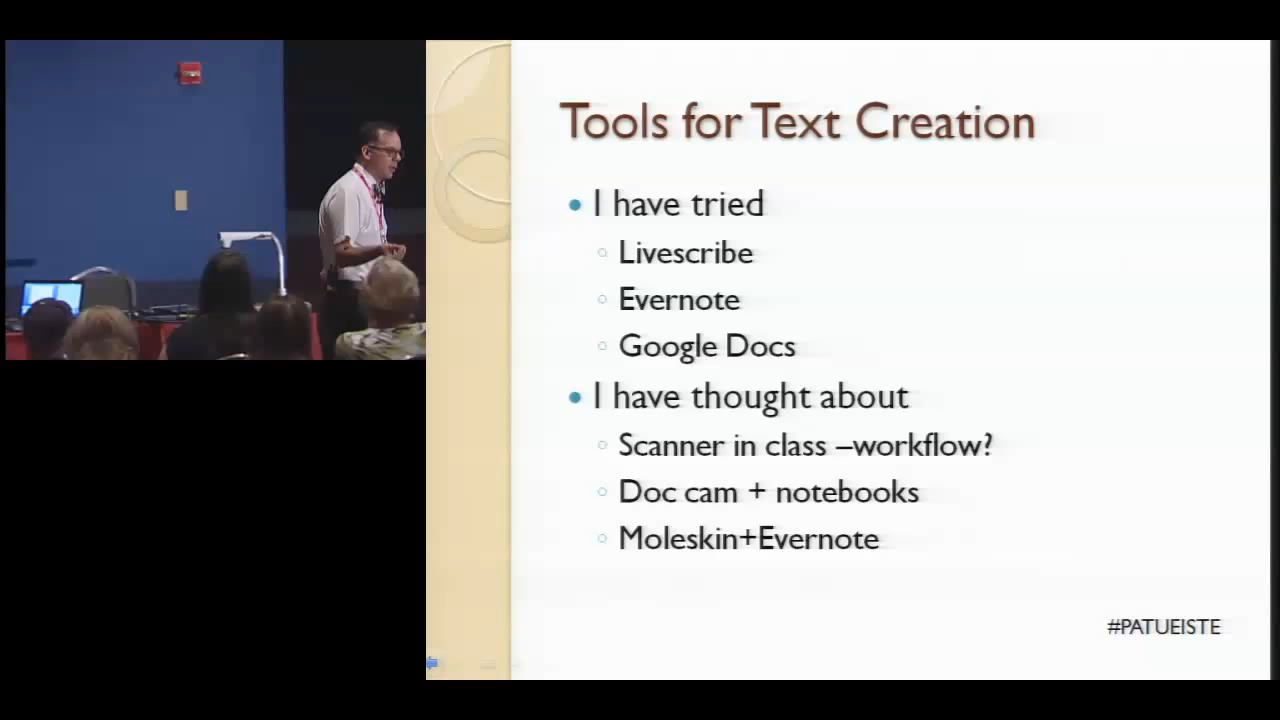 Tools for Text Creation
I have tried
Livescribe
Evernote
Google Docs
I have thought about
Scanner in class –workflow?
Doc cam + notebooks
Moleskin+Evernote
#PATUEISTE